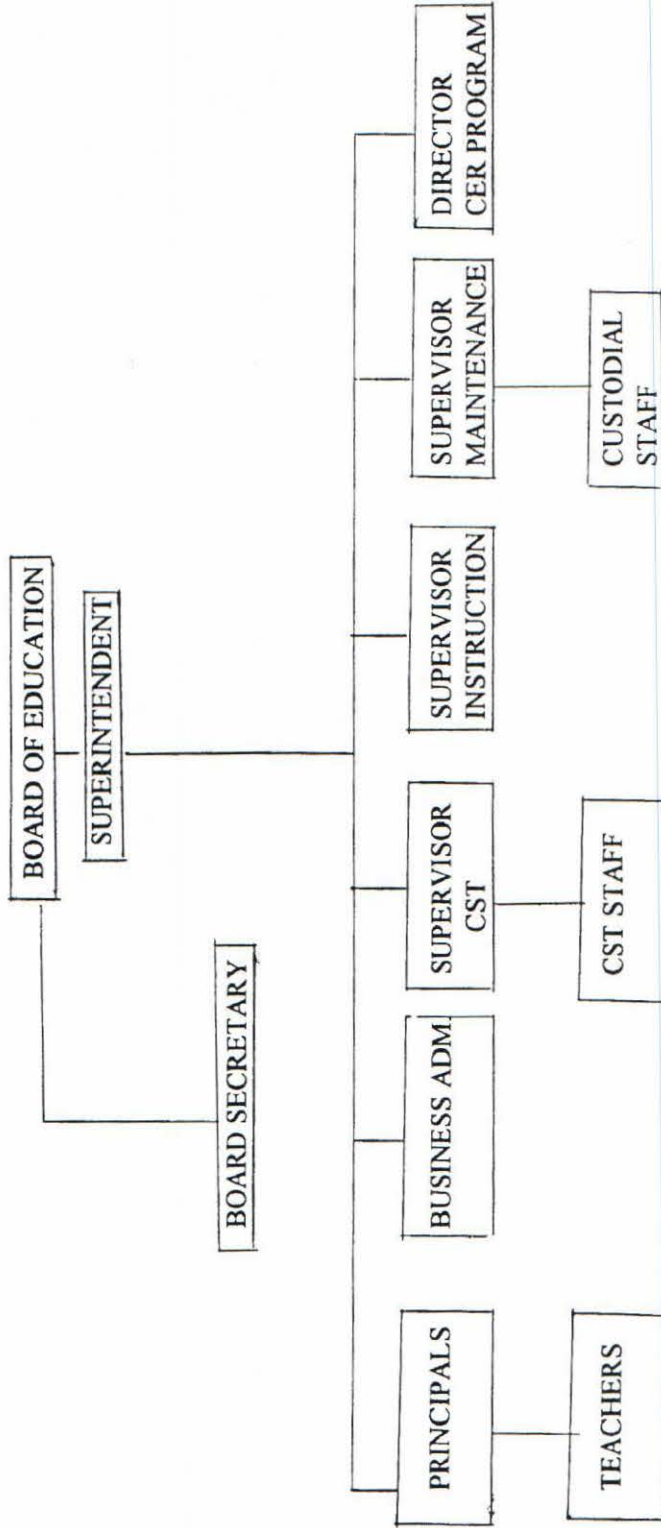 BOARD OF EDUCATION
SUPERINTENDENT
BOARD SECRETARY
PRINCIPALS
BUSINESS ADM.
SUPERVISOR
CST
SUPERVISOR
INSTRUCTION
SUPERVISOR
MAINTENANCE
DIRECTOR
CER PROGRAM
TEACHERS
CST STAFF
CUSTODIAL
STAFF